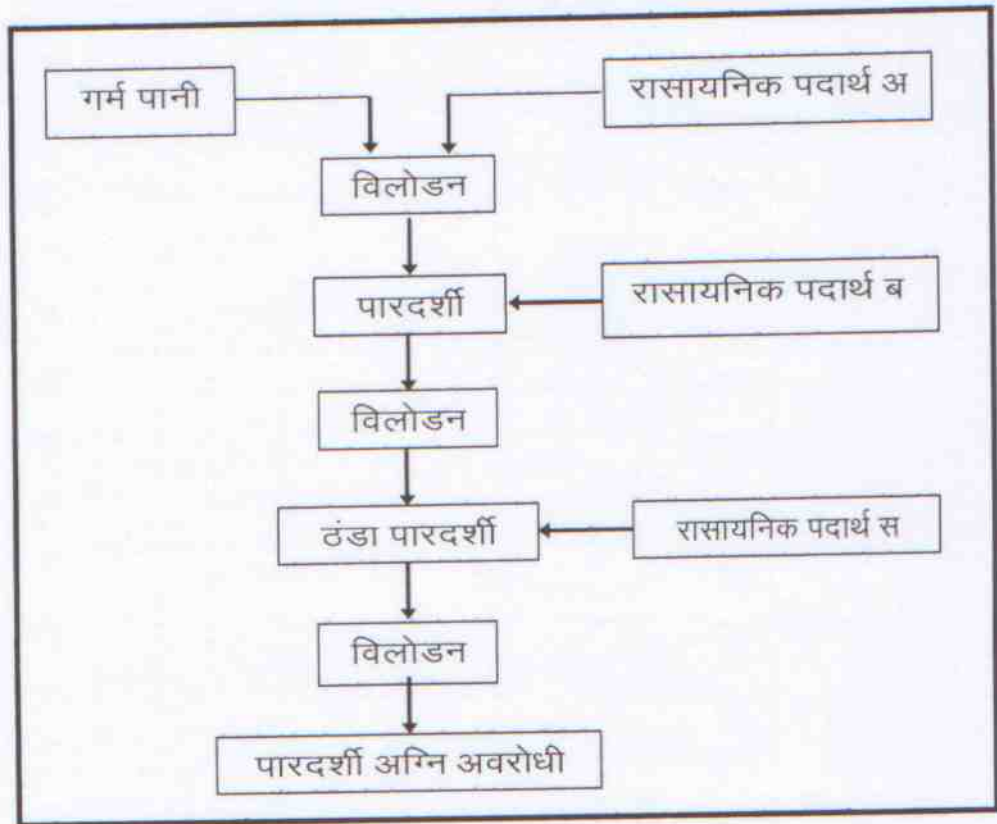 गर्म पानी
रासायनिक पदार्थ अ
विलोडन
पारदर्शी
रासायनिक पदार्थ ब
विलोडन
ठंडा पारदर्शी
रासायनिक पदार्थ स
विलोडन
पारदर्शी अग्नि अवरोधी